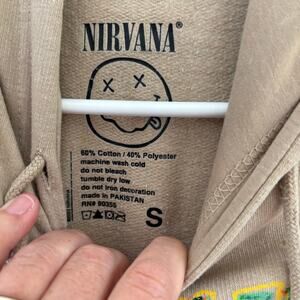 NIRVANA®
60% Cotton / 40% Polyester
machine wash cold
do not bleach
tumble dry low
do not iron decoration
made in PAKISTAN
RN# 90355
S